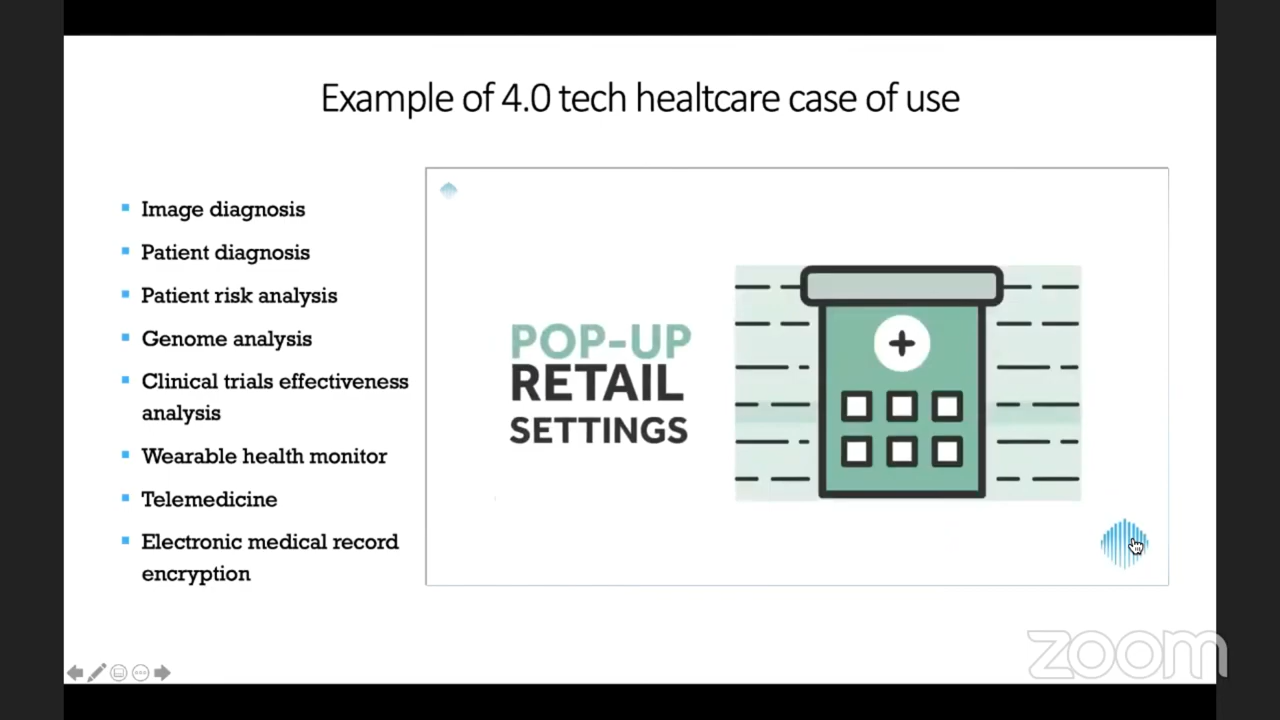 Example of 4.0 tech healtcare case of use
Image diagnosis
Patient diagnosis
Patient risk analysis
Genome analysis
Clinical trials effectiveness
analysis
Wearable health monitor
Telemedicine
Electronic medical record
encryption
POP-UP
RETAIL
SETTINGS
zoom